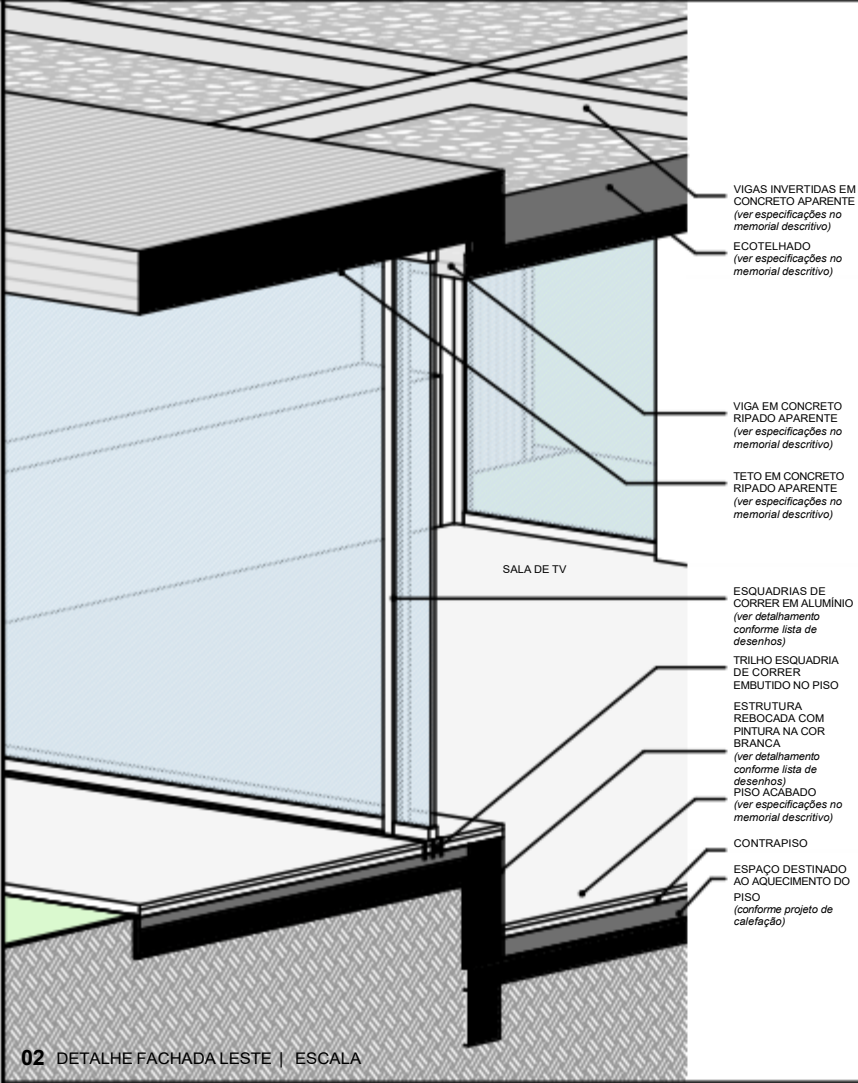 VIGAS INVERTIDAS EM
CONCRETO APARENTE
(ver especificações no
memorial descritivo)
ECOTELHADO
(ver especificações no
memorial descritivo)
VIGA EM CONCRETO
RIPADO APARENTE
(ver especificações no
memorial descritivo)
TETO EM CONCRETO
RIPADO APARENTE
(ver especificações no
memorial descritivo)
SALA DE TV
ESQUADRIAS DE
CORRER EM ALUMÍNIO
(ver detalhamento
conforme lista de
desenhos)
TRILHO ESQUADRIA
DE CORRER
EMBUTIDO NO PISO
ESTRUTURA
REBOCADA COM
PINTURA NA COR
BRANCA
(ver detalhamento
conforme lista de
desenhos)
PISO ACABADO
(ver especificações no
memorial descritivo)
CONTRAPISO
ESPAÇO DESTINADO
AO AQUECIMENTO DO
PISO
(conforme projeto de
calefação)
02 DETALHE FACHADA LESTE | ESCALA